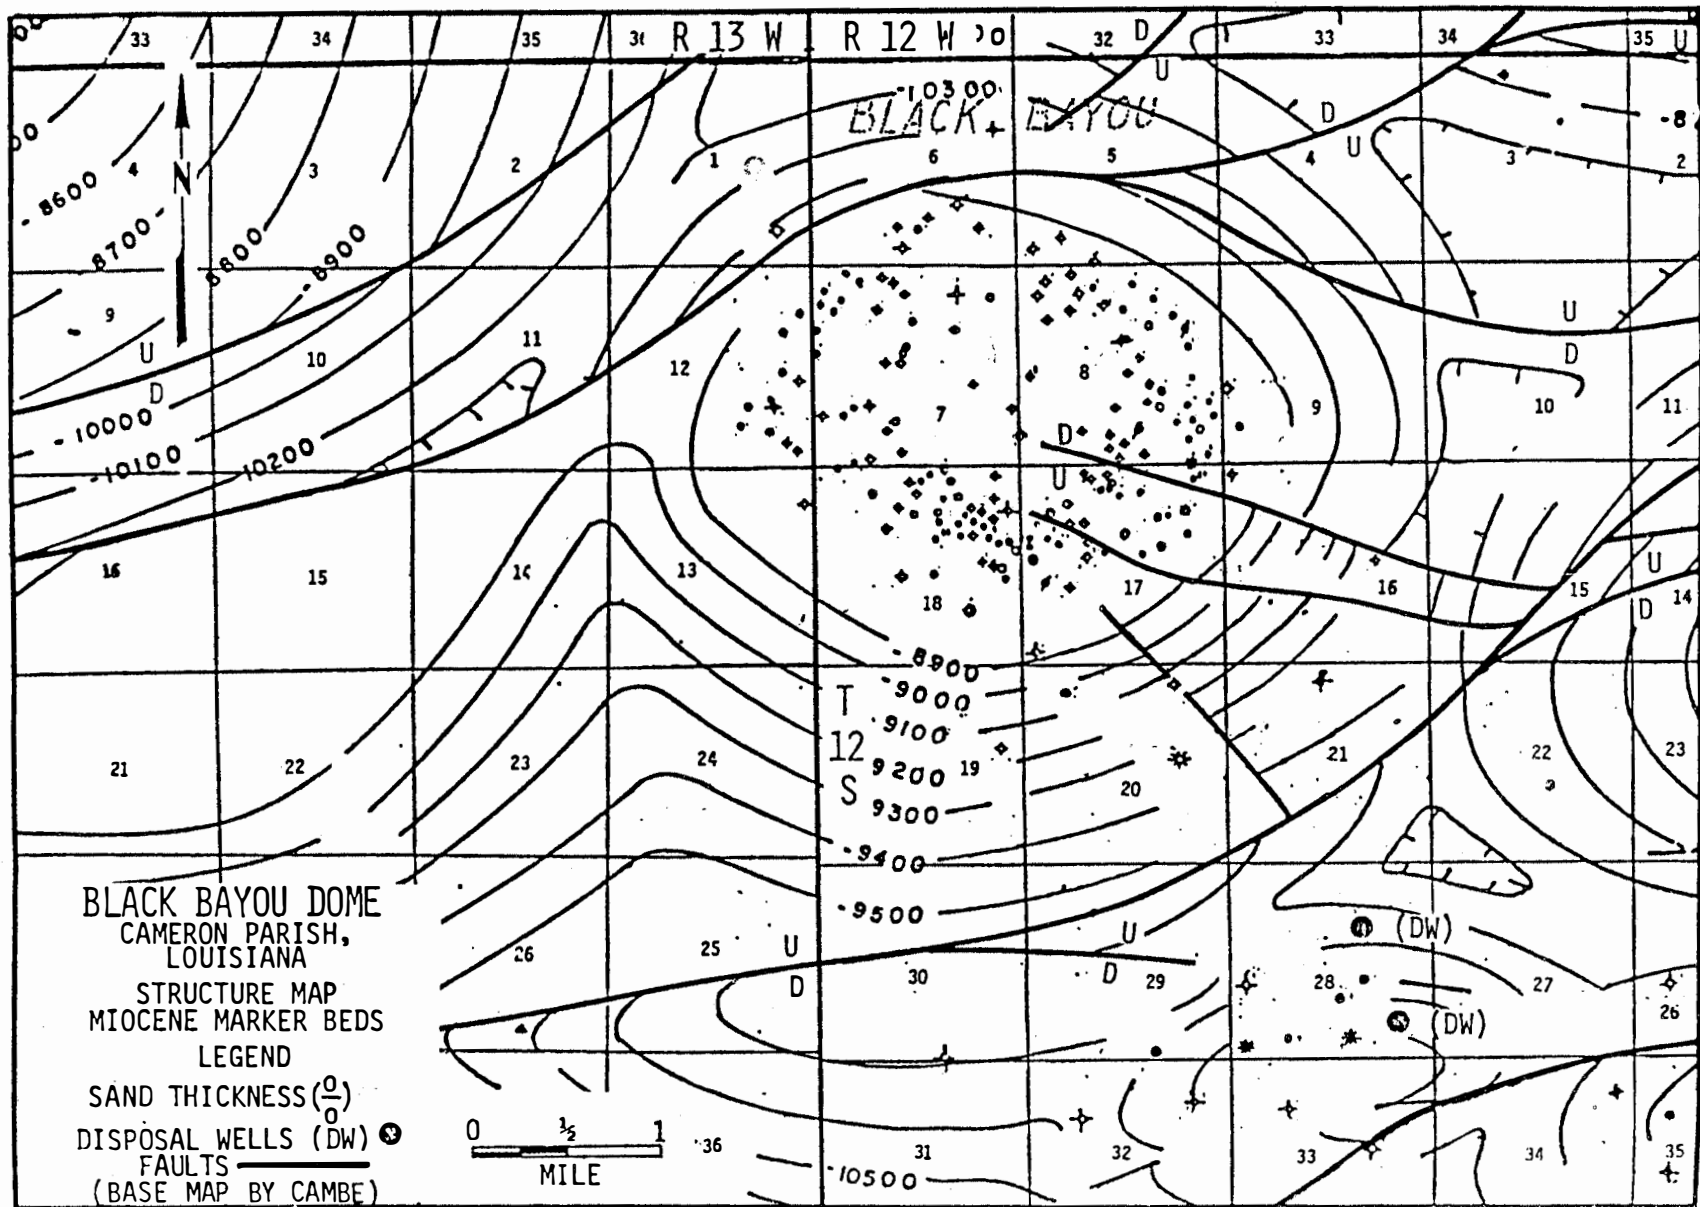 33 34 35 R 13 W R 12 W 32 D 33 34 35 U
U
-10300
BLACK BAYOU
D
-8
4 3 2 1 6 5 4 U 3 2
N
-8600
-8700
-8800
-8900
9 10 11 12 7 8 9 10 11
U
D
U
D
-10000
-10100
-10200
D
U
16 15 14 13 18 17 16 15 14
U
D
-8900
-9000
-9100
9200
9300
-9400
-9500
T
12
S
21 22 23 24 19 20 21 22 23
BLACK BAYOU DOME
CAMERON PARISH,
LOUISIANA
STRUCTURE MAP
MIOCENE MARKER BEDS
LEGEND
SAND THICKNESS (0/0)
DISPOSAL WELLS (DW)
FAULTS
(BASE MAP BY CAMBE)
(DW)
26 25 U 30 U 29 28 27 26
D
D
(DW)
0 ½ 1
MILE
36 31 32 33 34 35
-10500